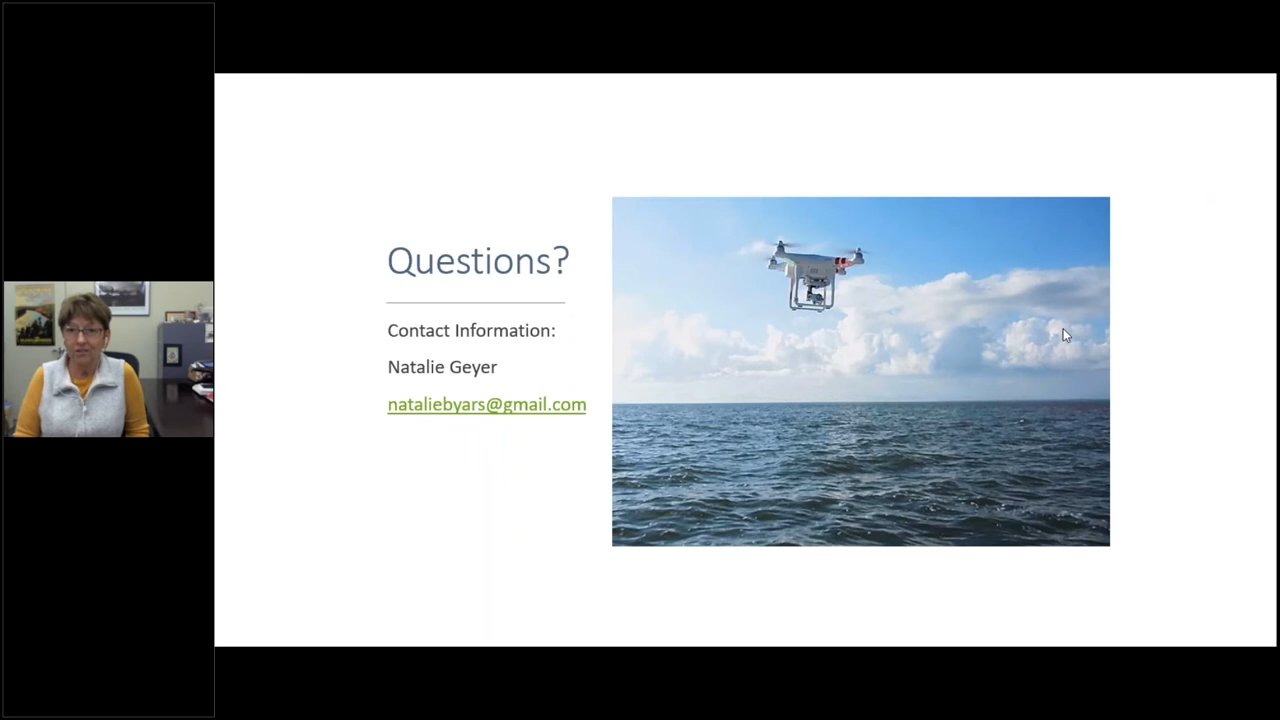 Questions?
Contact Information:
Natalie Geyer
nataliebyars@gmail.com